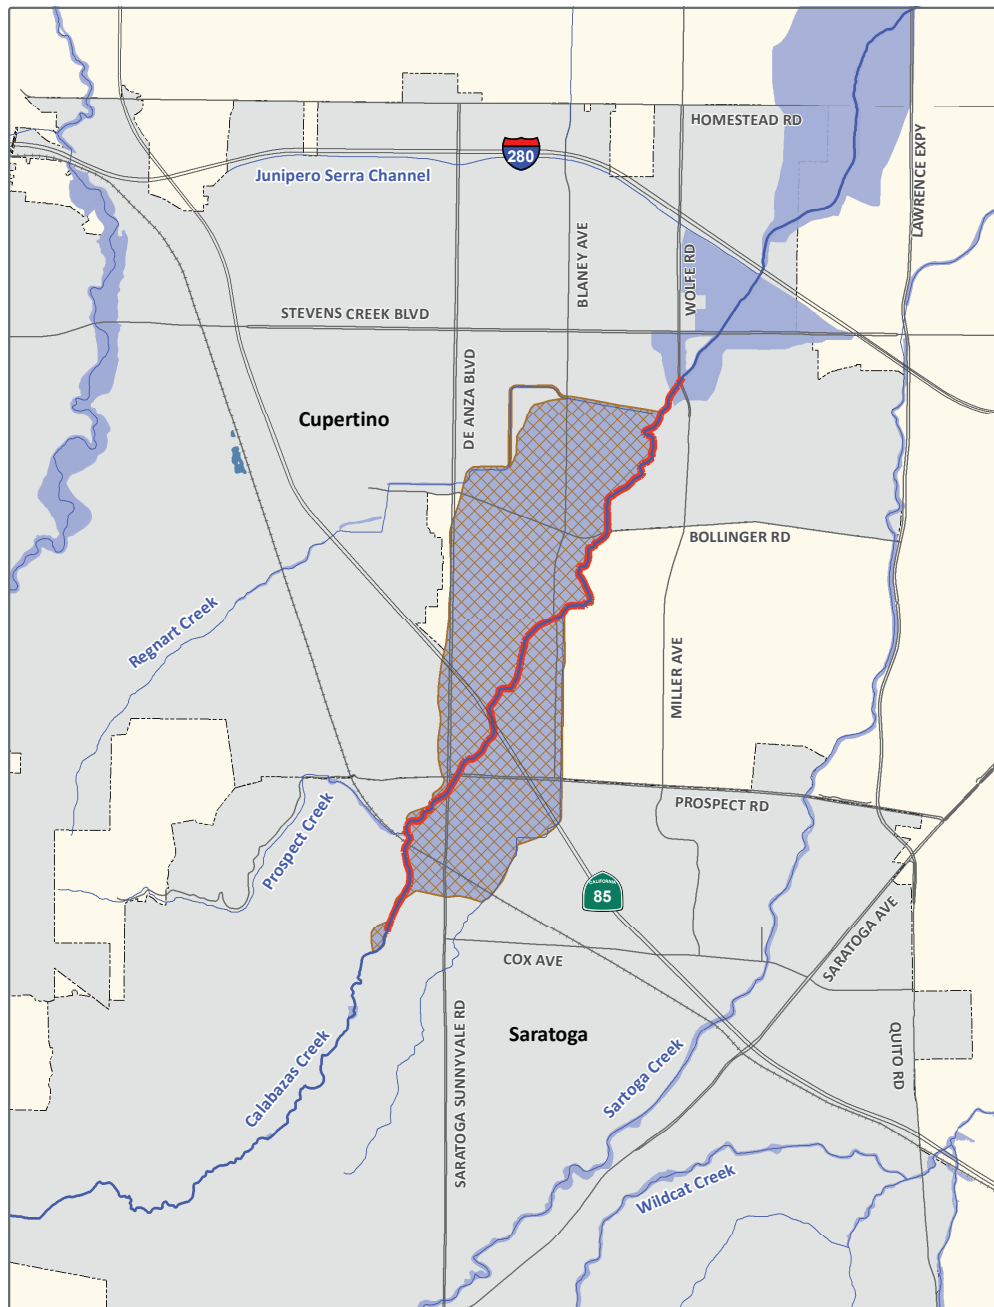 HOMESTEAD RD
LAWRENCE EXPY
280
Junipero Serra Channel
BLANEY AVE
WOLFE RD
STEVENS CREEK BLVD
DE ANZA BLVD
Cupertino
BOLLINGER RD
Regnart Creek
MILLER AVE
PROSPECT RD
Prospect Creek
CALIFORNIA
85
SARATOGA AVE
COX AVE
Saratoga
Calabazas Creek
SARATOGA SUNNYVALE RD
Sartoga Creek
QUITO RD
Wildcat Creek